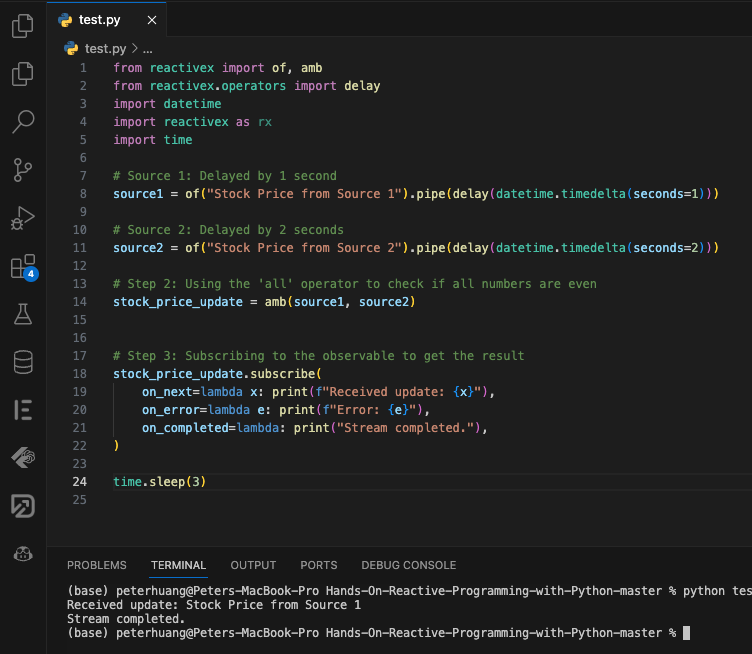 test.py
test.py > ...
1 from reactivex import of, amb
2 from reactivex.operators import delay
3 import datetime
4 import reactivex as rx
5 import time
6
7 # Source 1: Delayed by 1 second
8 source1 = of("Stock Price from Source 1").pipe(delay(datetime.timedelta(seconds=1)))
9
10 # Source 2: Delayed by 2 seconds
11 source2 = of("Stock Price from Source 2").pipe(delay(datetime.timedelta(seconds=2)))
12
13 # Step 2: Using the 'all' operator to check if all numbers are even
14 stock_price_update = amb(source1, source2)
15
16
17 # Step 3: Subscribing to the observable to get the result
18 stock_price_update.subscribe(
19     on_next=lambda x: print(f"Received update: {x}"),
20     on_error=lambda e: print(f"Error: {e}"),
21     on_completed=lambda: print("Stream completed."),
22 )
23
24 time.sleep(3)
25
4
PROBLEMS TERMINAL OUTPUT PORTS DEBUG CONSOLE
(base) peterhuang@Peters-MacBook-Pro Hands-On-Reactive-Programming-with-Python-master % python tes
Received update: Stock Price from Source 1
Stream completed.
(base) peterhuang@Peters-MacBook-Pro Hands-On-Reactive-Programming-with-Python-master %